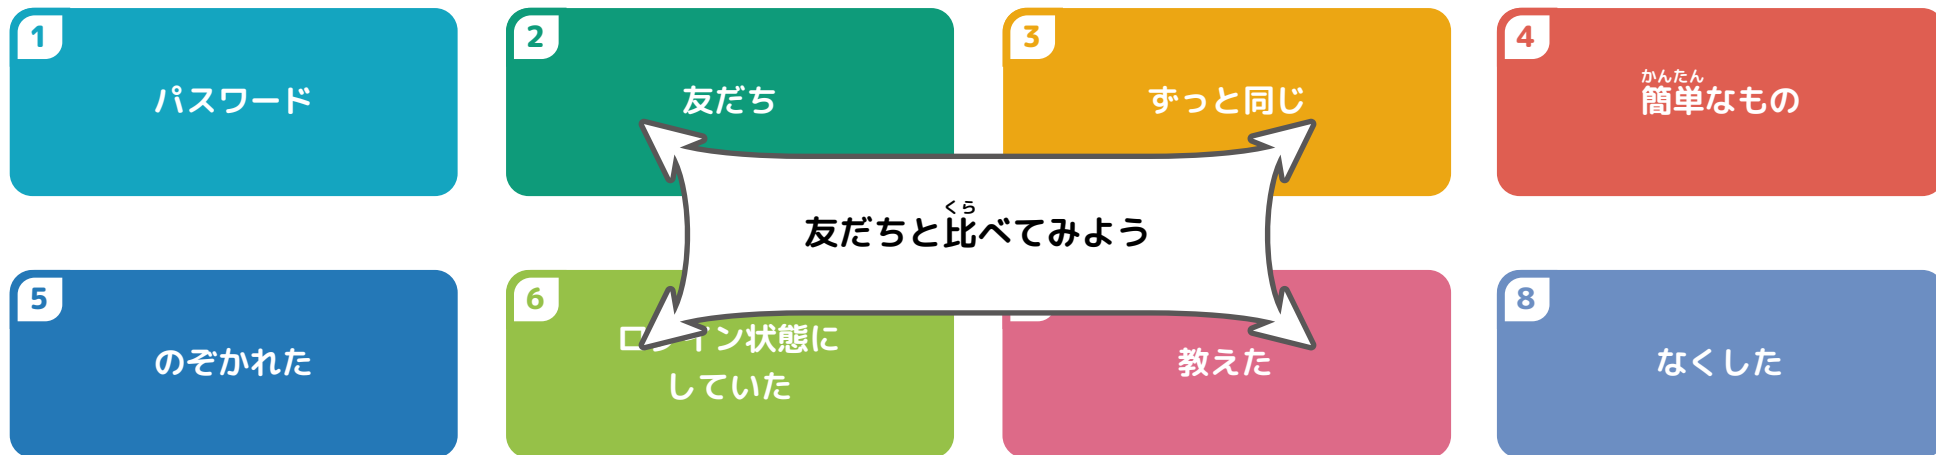 1
パスワード
2
友だち
3
ずっと同じ
4
かんたん
簡単なもの
くら
友だちと比べてみよう
5
のぞかれた
6
イン状態に
していた
教えた
8
なくした